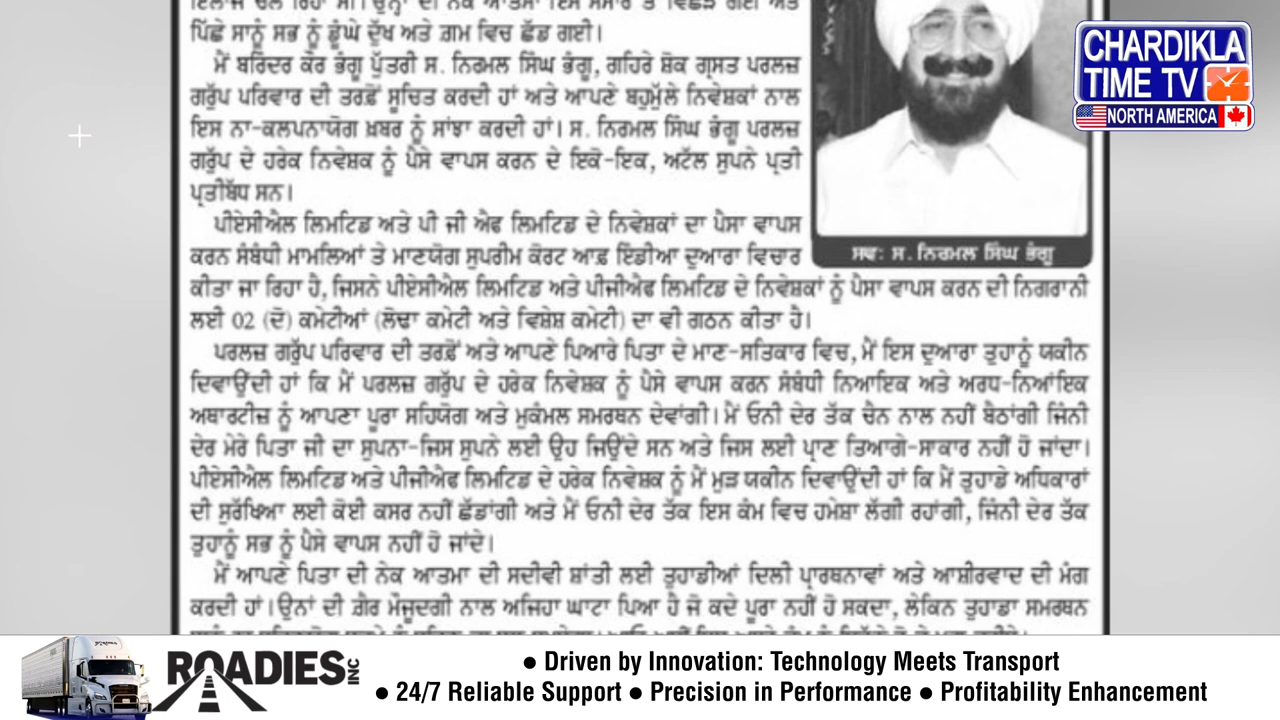 ਪਿੱਛੇ ਸਾਨੂੰ ਸਭ ਨੂੰ ਡੂੰਘੇ ਦੁੱਖ ਅਤੇ ਗ਼ਮ ਵਿਚ ਛੱਡ ਗਈ।
ਮੈਂ ਬਰਿੰਦਰ ਕੌਰ ਭੰਗੂ ਪੁੱਤਰੀ ਸ. ਨਿਰਮਲ ਸਿੰਘ ਭੰਗੂ, ਗਹਿਰੇ ਸ਼ੋਕ ਗ੍ਰਸਤ ਪਰਲਜ਼
ਗਰੁੱਪ ਪਰਿਵਾਰ ਦੀ ਤਰਫ਼ੋਂ ਸੂਚਿਤ ਕਰਦੀ ਹਾਂ ਅਤੇ ਆਪਣੇ ਬਹੁਮੁੱਲੇ ਨਿਵੇਸ਼ਕਾਂ ਨਾਲ
ਇਸ ਨਾ-ਕਲਪਨਾਯੋਗ ਖ਼ਬਰ ਨੂੰ ਸਾਂਝਾ ਕਰਦੀ ਹਾਂ। ਸ. ਨਿਰਮਲ ਸਿੰਘ ਭੰਗੂ ਪਰਲਜ਼
ਗਰੁੱਪ ਦੇ ਹਰੇਕ ਨਿਵੇਸ਼ਕ ਨੂੰ ਪੈਸੇ ਵਾਪਸ ਕਰਨ ਦੇ ਇਕੋ-ਇਕ, ਅਟੱਲ ਸੁਪਨੇ ਪ੍ਰਤੀ
ਪ੍ਰਤੀਬੱਧ ਸਨ।
ਪੀਏਸੀਐਲ ਲਿਮਟਿਡ ਅਤੇ ਪੀ ਜੀ ਐਫ ਲਿਮਟਿਡ ਦੇ ਨਿਵੇਸ਼ਕਾਂ ਦਾ ਪੈਸਾ ਵਾਪਸ
ਕਰਨ ਸੰਬੰਧੀ ਮਾਮਲਿਆਂ ਤੇ ਮਾਣਯੋਗ ਸੁਪਰੀਮ ਕੋਰਟ ਆਫ਼ ਇੰਡੀਆ ਦੁਆਰਾ ਵਿਚਾਰ
ਕੀਤਾ ਜਾ ਰਿਹਾ ਹੈ, ਜਿਸਨੇ ਪੀਏਸੀਐਲ ਲਿਮਟਿਡ ਅਤੇ ਪੀਜੀਐਫ ਲਿਮਟਿਡ ਦੇ ਨਿਵੇਸ਼ਕਾਂ ਨੂੰ ਪੈਸਾ ਵਾਪਸ ਕਰਨ ਦੀ ਨਿਗਰਾਨੀ
ਲਈ 02 (ਦੋ) ਕਮੇਟੀਆਂ (ਲੋਢਾ ਕਮੇਟੀ ਅਤੇ ਵਿਸ਼ੇਸ਼ ਕਮੇਟੀ) ਦਾ ਵੀ ਗਠਨ ਕੀਤਾ ਹੈ।
ਪਰਲਜ਼ ਗਰੁੱਪ ਪਰਿਵਾਰ ਦੀ ਤਰਫ਼ੋਂ ਅਤੇ ਆਪਣੇ ਪਿਆਰੇ ਪਿਤਾ ਦੇ ਮਾਣ-ਸਤਿਕਾਰ ਵਿਚ, ਮੈਂ ਇਸ ਦੁਆਰਾ ਤੁਹਾਨੂੰ ਯਕੀਨ
ਦਿਵਾਉਂਦੀ ਹਾਂ ਕਿ ਮੈਂ ਪਰਲਜ਼ ਗਰੁੱਪ ਦੇ ਹਰੇਕ ਨਿਵੇਸ਼ਕ ਨੂੰ ਪੈਸੇ ਵਾਪਸ ਕਰਨ ਸੰਬੰਧੀ ਨਿਆਇਕ ਅਤੇ ਅਰਧ-ਨਿਆਂਇਕ
ਅਥਾਰਟੀਜ਼ ਨੂੰ ਆਪਣਾ ਪੂਰਾ ਸਹਿਯੋਗ ਅਤੇ ਮੁਕੰਮਲ ਸਮਰਥਨ ਦੇਵਾਂਗੀ। ਮੈਂ ਓਨੀ ਦੇਰ ਤੱਕ ਚੈਨ ਨਾਲ ਨਹੀਂ ਬੈਠਾਂਗੀ ਜਿੰਨੀ
ਦੇਰ ਮੇਰੇ ਪਿਤਾ ਜੀ ਦਾ ਸੁਪਨਾ-ਜਿਸ ਸੁਪਨੇ ਲਈ ਉਹ ਜਿਉਂਦੇ ਸਨ ਅਤੇ ਜਿਸ ਲਈ ਪ੍ਰਾਣ ਤਿਆਗੇ-ਸਾਕਾਰ ਨਹੀਂ ਹੋ ਜਾਂਦਾ।
ਪੀਏਸੀਐਲ ਲਿਮਟਿਡ ਅਤੇ ਪੀਜੀਐਫ ਲਿਮਟਿਡ ਦੇ ਹਰੇਕ ਨਿਵੇਸ਼ਕ ਨੂੰ ਮੈਂ ਮੁੜ ਯਕੀਨ ਦਿਵਾਉਂਦੀ ਹਾਂ ਕਿ ਮੈਂ ਤੁਹਾਡੇ ਅਧਿਕਾਰਾਂ
ਦੀ ਸੁਰੱਖਿਆ ਲਈ ਕੋਈ ਕਸਰ ਨਹੀਂ ਛੱਡਾਂਗੀ ਅਤੇ ਮੈਂ ਓਨੀ ਦੇਰ ਤੱਕ ਇਸ ਕੰਮ ਵਿਚ ਹਮੇਸ਼ਾ ਲੱਗੀ ਰਹਾਂਗੀ, ਜਿੰਨੀ ਦੇਰ ਤੱਕ
ਤੁਹਾਨੂੰ ਸਭ ਨੂੰ ਪੈਸੇ ਵਾਪਸ ਨਹੀਂ ਹੋ ਜਾਂਦੇ।
ਮੈਂ ਆਪਣੇ ਪਿਤਾ ਦੀ ਨੇਕ ਆਤਮਾ ਦੀ ਸਦੀਵੀ ਸ਼ਾਂਤੀ ਲਈ ਤੁਹਾਡੀਆਂ ਦਿਲੀ ਪ੍ਰਾਰਥਨਾਵਾਂ ਅਤੇ ਆਸ਼ੀਰਵਾਦ ਦੀ ਮੰਗ
ਕਰਦੀ ਹਾਂ। ਉਨਾਂ ਦੀ ਗ਼ੈਰ ਮੌਜੂਦਗੀ ਨਾਲ ਅਜਿਹਾ ਘਾਟਾ ਪਿਆ ਹੈ ਜੋ ਕਦੇ ਪੂਰਾ ਨਹੀਂ ਹੋ ਸਕਦਾ, ਲੇਕਿਨ ਤੁਹਾਡਾ ਸਮਰਥਨ
ਸਵ: ਸ. ਨਿਰਮਲ ਸਿੰਘ ਭੰਗੂ
CHARDIKLA
TIME TV
NORTH AMERICA
ROADIES INC
● Driven by Innovation: Technology Meets Transport
● 24/7 Reliable Support ● Precision in Performance ● Profitability Enhancement